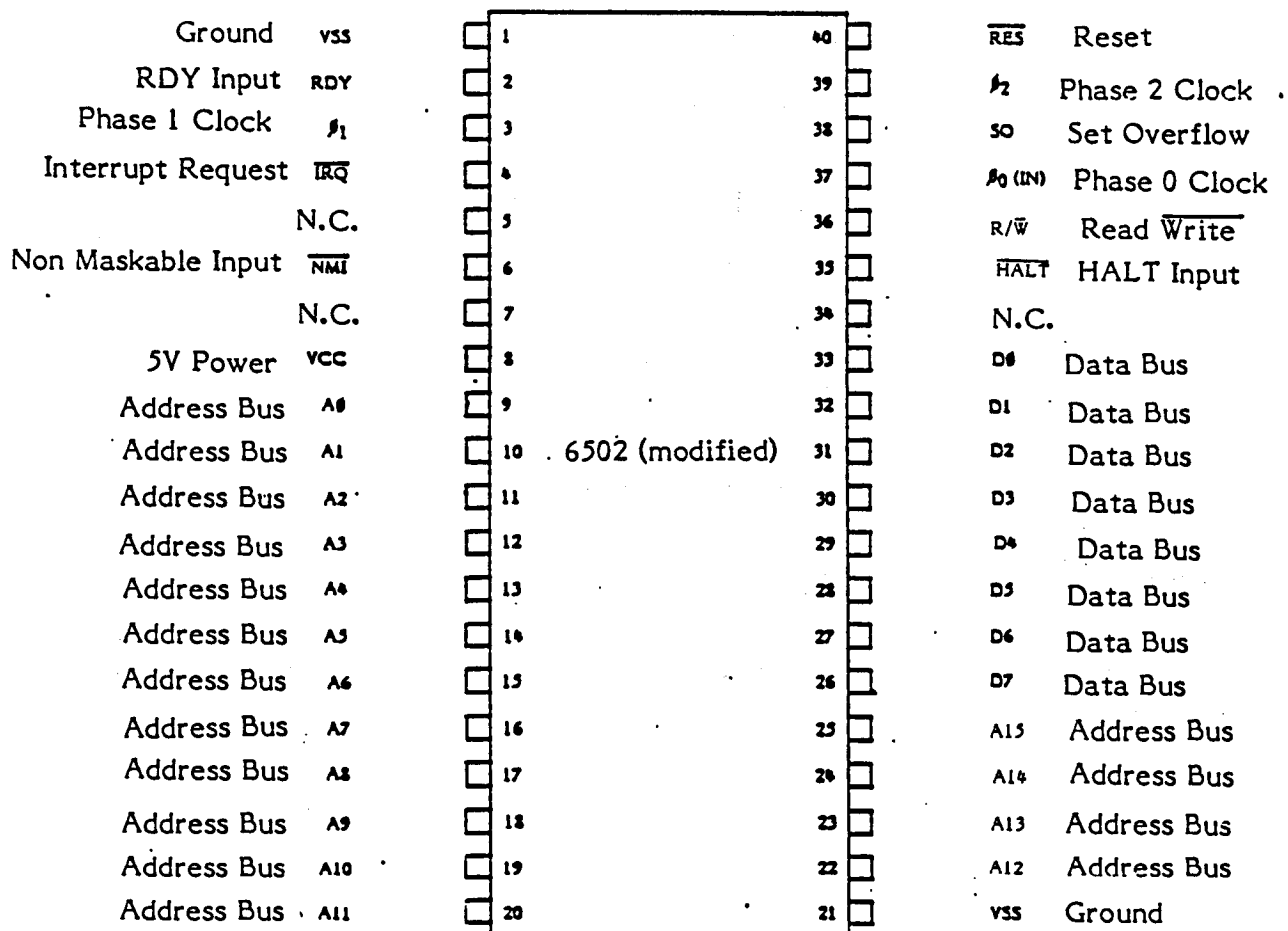 Ground VSS 1 40 RES Reset
RDY Input RDY 2 39 ϕ2 Phase 2 Clock
Phase 1 Clock ϕ1 3 38 SO Set Overflow
Interrupt Request IRQ 4 37 ϕ0 (IN) Phase 0 Clock
N.C. 5 36 R/W Read Write
Non Maskable Input NMI 6 35 HALT HALT Input
N.C. 7 34 N.C.
5V Power VCC 8 33 D0 Data Bus
Address Bus A0 9 32 D1 Data Bus
Address Bus A1 10 6502 (modified) 31 D2 Data Bus
Address Bus A2 11 30 D3 Data Bus
Address Bus A3 12 29 D4 Data Bus
Address Bus A4 13 28 D5 Data Bus
Address Bus A5 14 27 D6 Data Bus
Address Bus A6 15 26 D7 Data Bus
Address Bus A7 16 25 A15 Address Bus
Address Bus A8 17 24 A14 Address Bus
Address Bus A9 18 23 A13 Address Bus
Address Bus A10 19 22 A12 Address Bus
Address Bus A11 20 21 VSS Ground